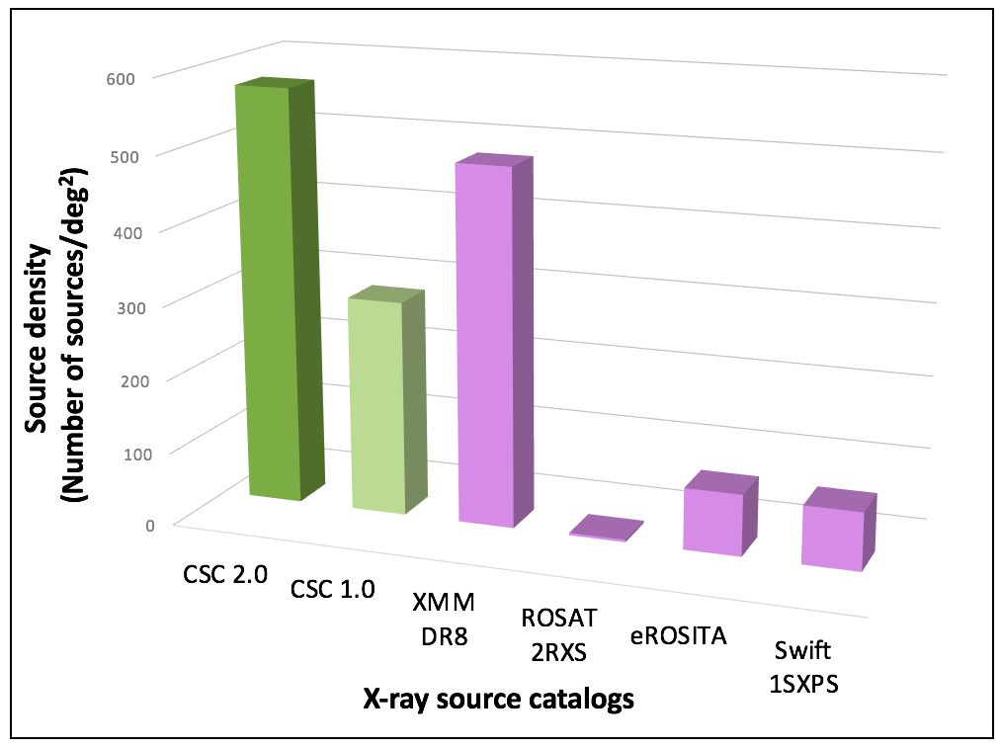 600
500
400
300
200
100
0
Source density
(Number of sources/deg²)
CSC 2.0
CSC 1.0
XMM
DR8
ROSAT
2RXS
eROSITA
Swift
1SXPS
X-ray source catalogs